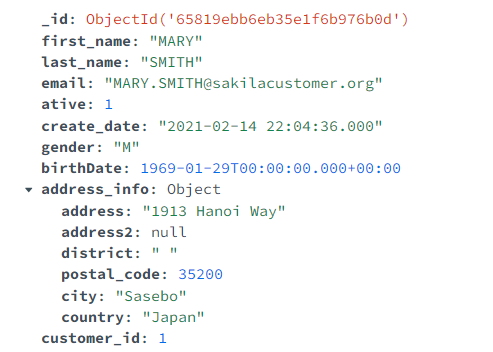 _id: ObjectId('65819ebb6eb35e1f6b976b0d')
first_name: "MARY"
last_name: "SMITH"
email: "MARY.SMITH@sakilacustomer.org"
ative: 1
create_date: "2021-02-14 22:04:36.000"
gender: "M"
birthDate: 1969-01-29T00:00:00.000+00:00
address_info: Object
address: "1913 Hanoi Way"
address2: null
district: " "
postal_code: 35200
city: "Sasebo"
country: "Japan"
customer_id: 1